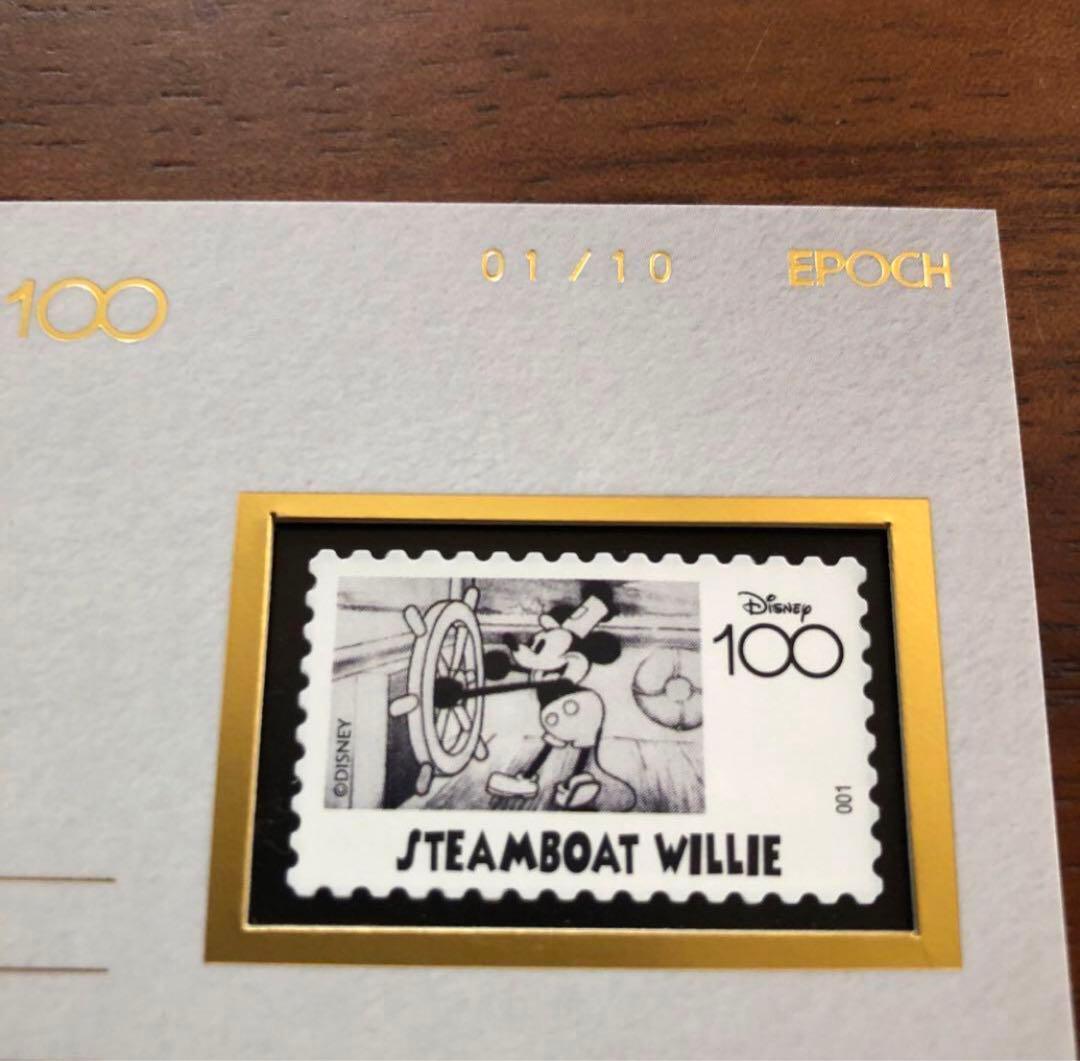 100
01/10
EPOCH
Disney
100
©DISNEY
001
STEAMBOAT WILLIE